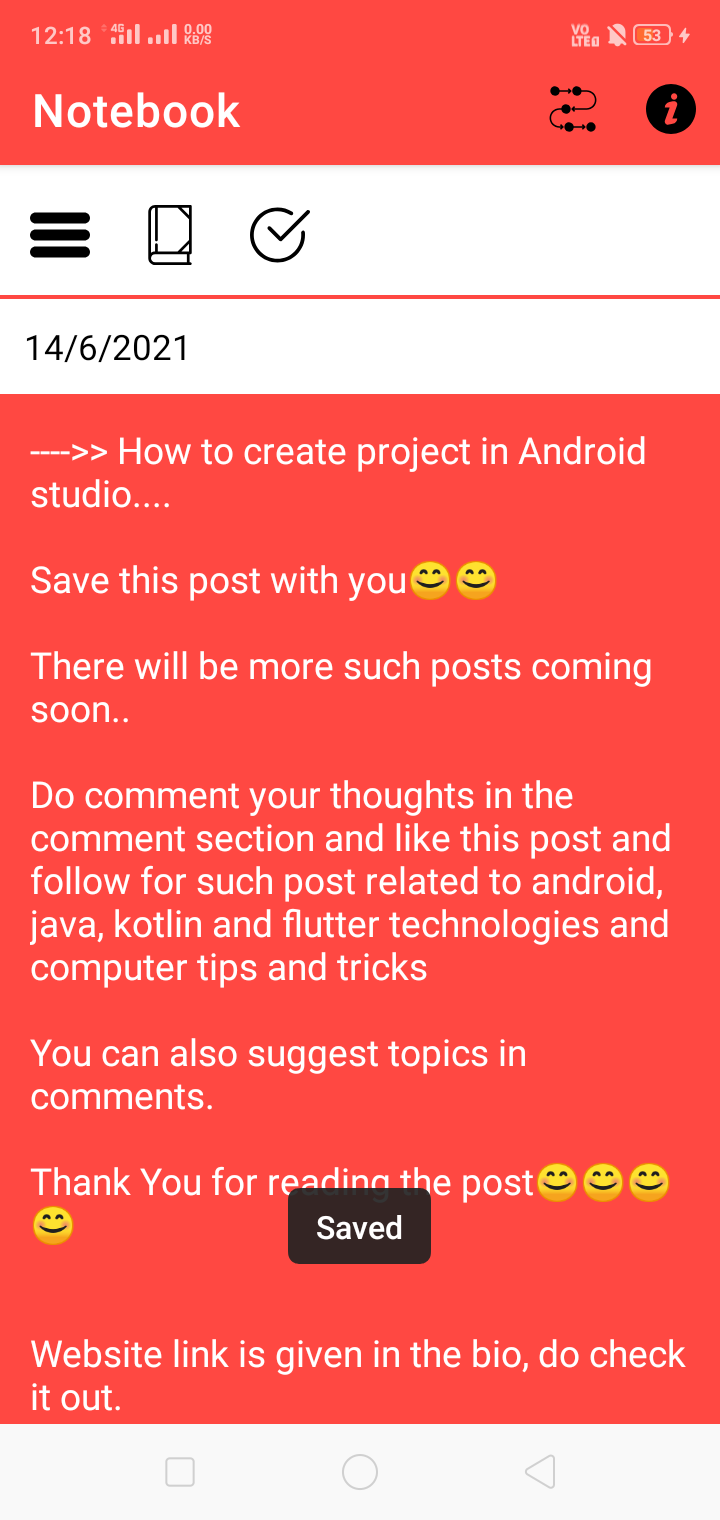 12:18 4G 0.00 KB/S VO LTE1 53
Notebook
14/6/2021
---->> How to create project in Android
studio....
Save this post with you😊😊
There will be more such posts coming
soon..
Do comment your thoughts in the
comment section and like this post and
follow for such post related to android,
java, kotlin and flutter technologies and
computer tips and tricks
You can also suggest topics in
comments.
Thank You for reading the post😊😊😊
😊
Saved
Website link is given in the bio, do check
it out.